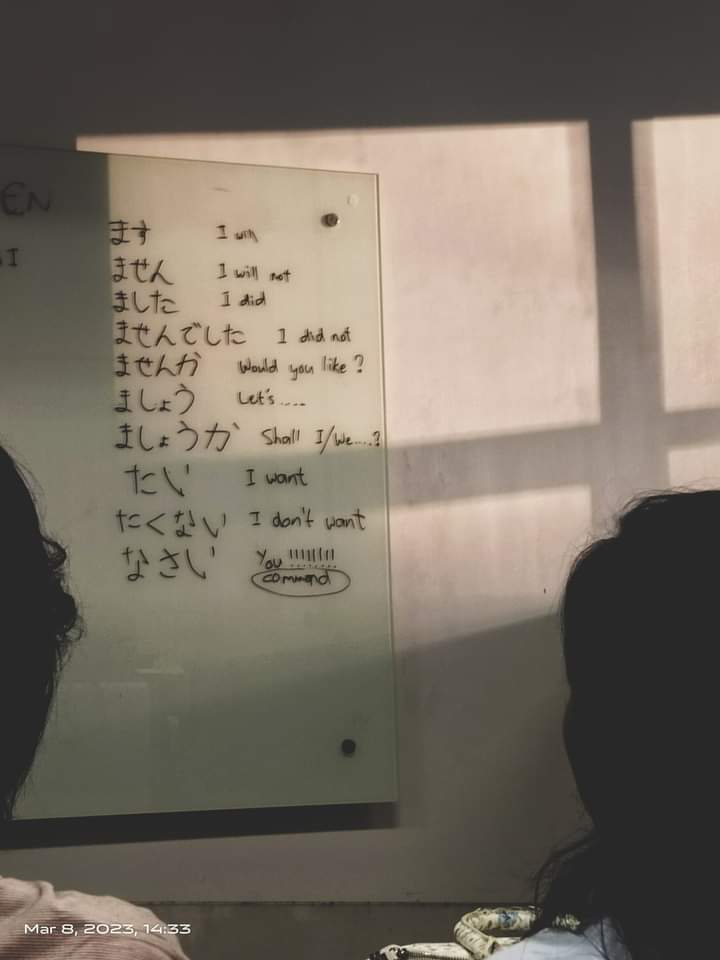 EN
ます I will
I
ません I will not
ました I did
ませんでした I did not
ませんか Would you like ?
ましょう Let's .....
ましょうか Shall I/We....?
たい I want
たくない I don't want
なさい You !!!!!!!!
command
Mar 8, 2023, 14:33